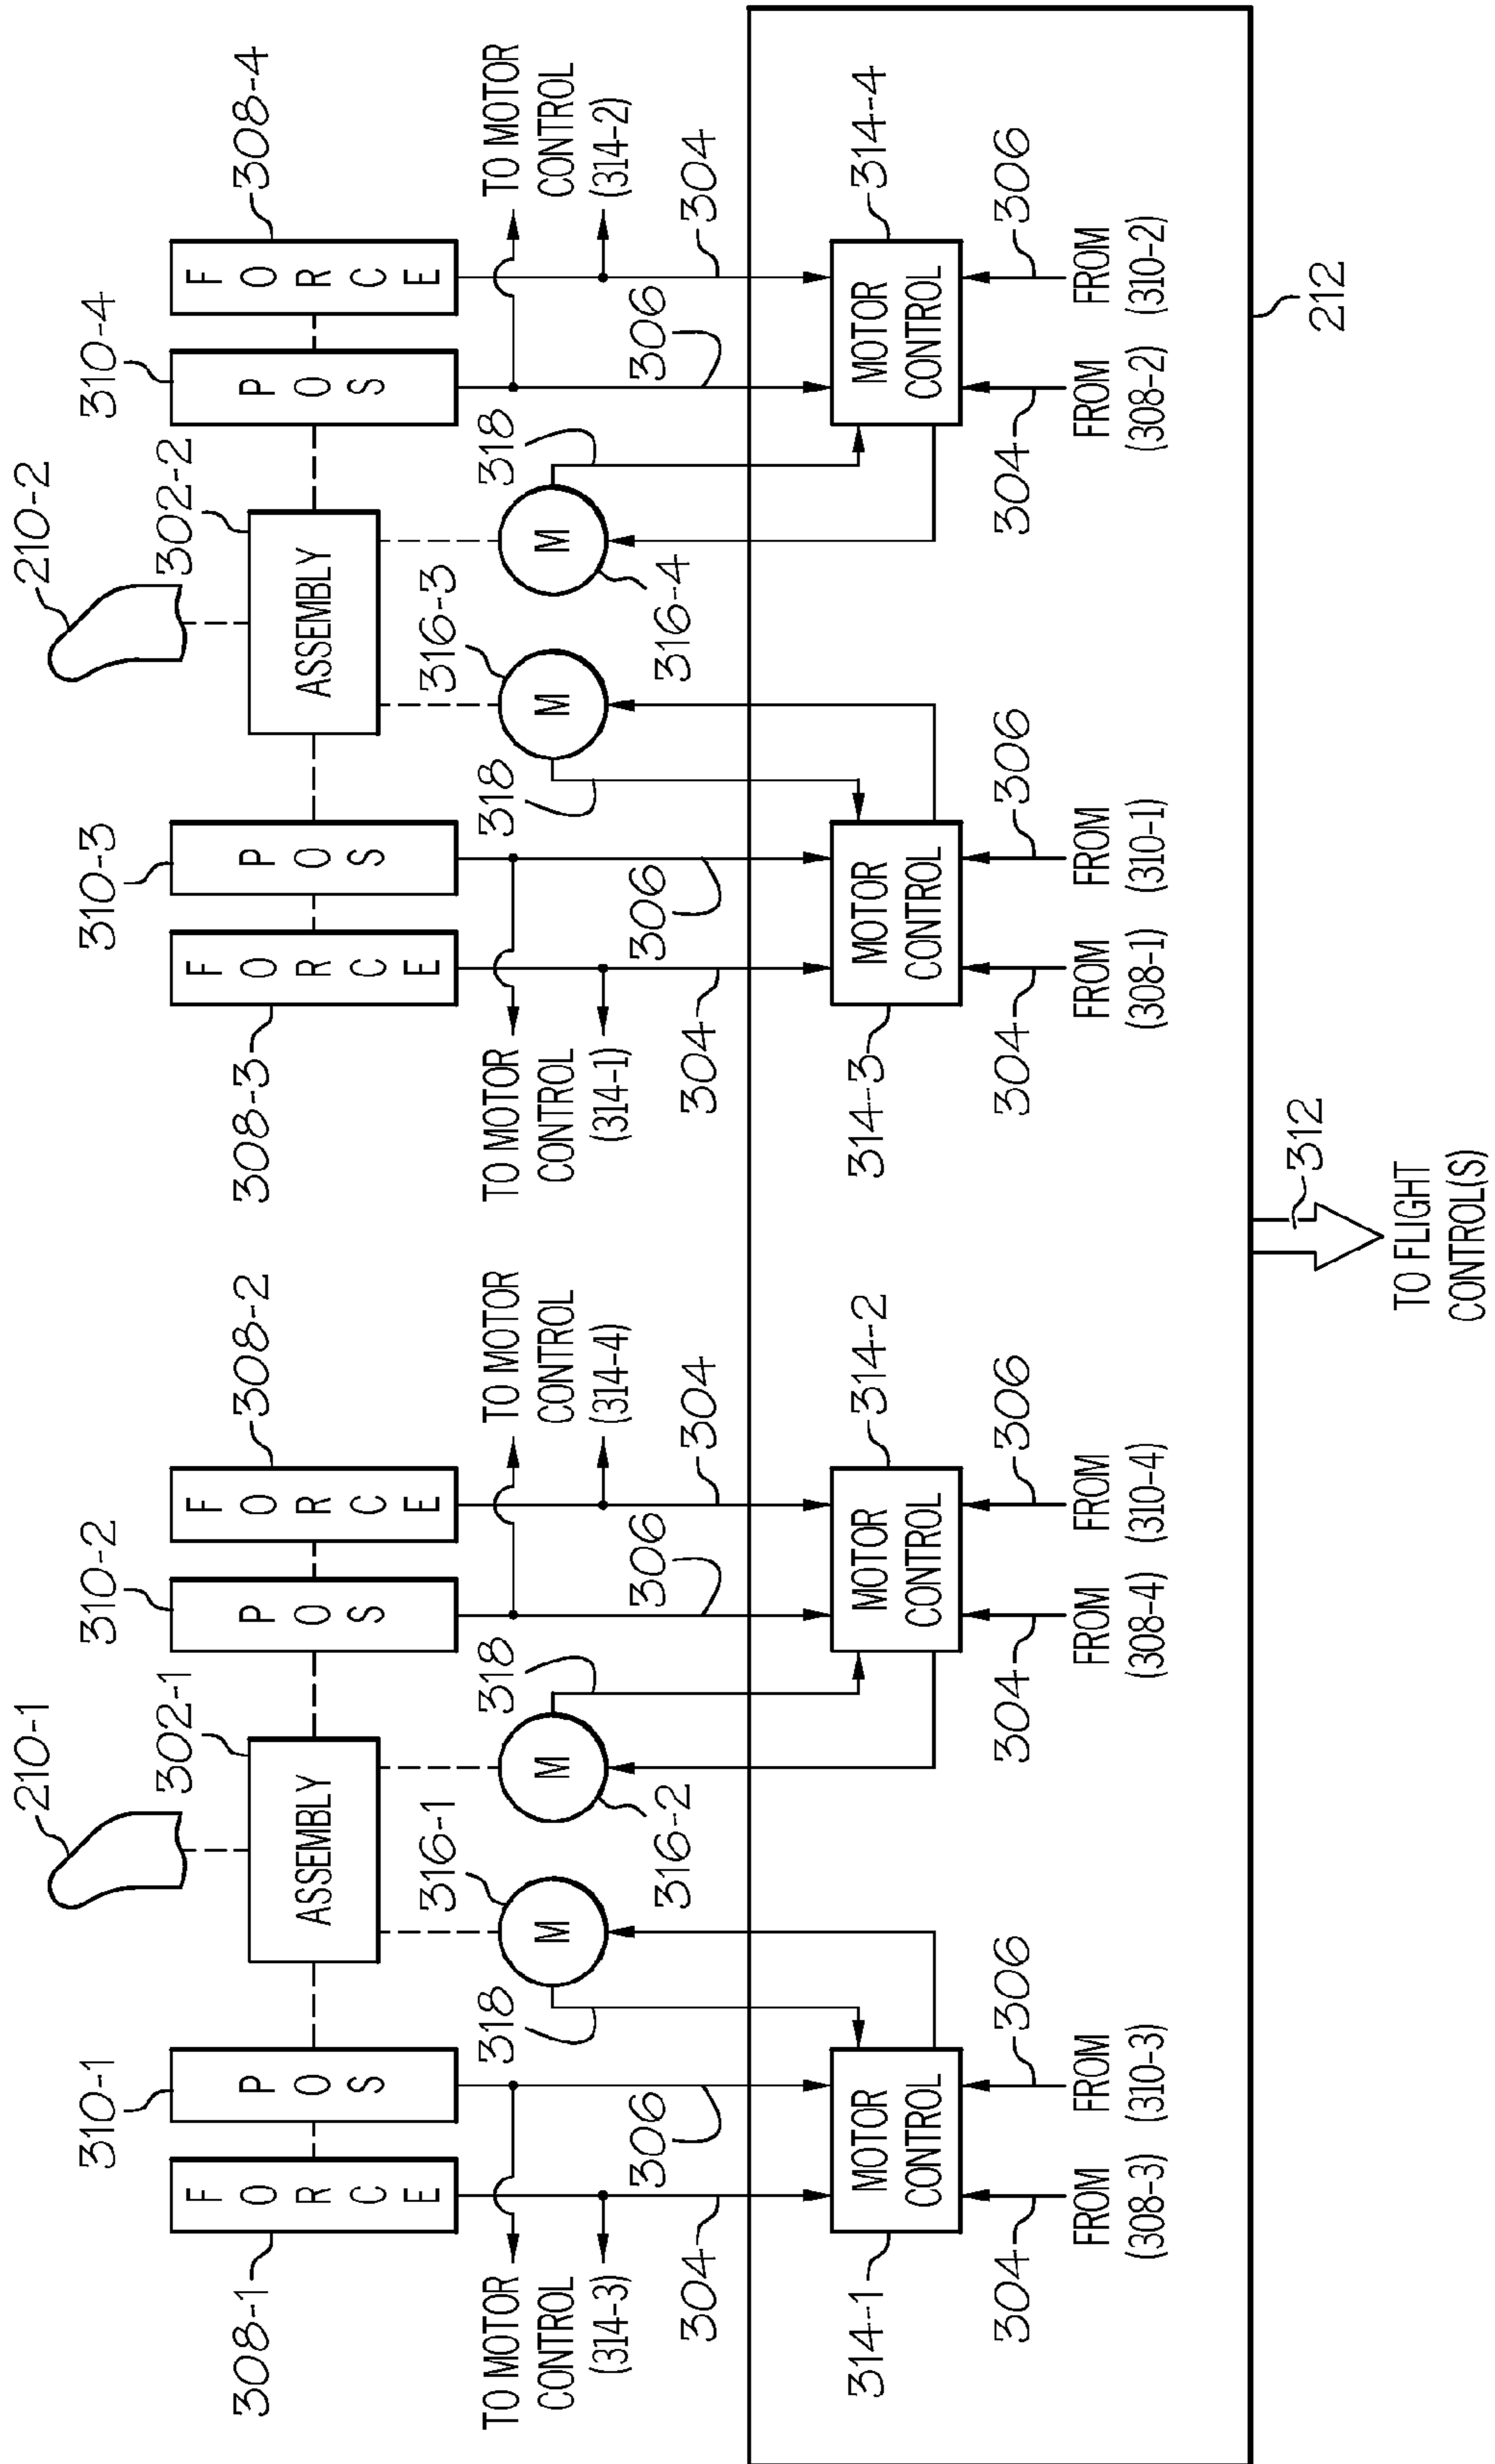 210-1
210-2
310-1
302-1
310-2
308-2
310-3
302-2
310-4
308-4
308-1
308-3
FORCE
POS
ASSEMBLY
POS
FORCE
FORCE
POS
ASSEMBLY
POS
FORCE
316-1
316-3
TO MOTOR
CONTROL
(314-3)
318
M
M
318
TO MOTOR
CONTROL
(314-4)
TO MOTOR
CONTROL
(314-1)
318
M
M
318
TO MOTOR
CONTROL
(314-2)
304
306
316-2
306
304
304
306
316-4
306
304
314-1
MOTOR
CONTROL
MOTOR
CONTROL
314-2
314-3
MOTOR
CONTROL
MOTOR
CONTROL
314-4
304
306
304
306
304
306
304
306
FROM
(308-3)
FROM
(310-3)
FROM
(308-4)
FROM
(310-4)
FROM
(308-1)
FROM
(310-1)
FROM
(308-2)
FROM
(310-2)
212
312
TO FLIGHT
CONTROL(S)